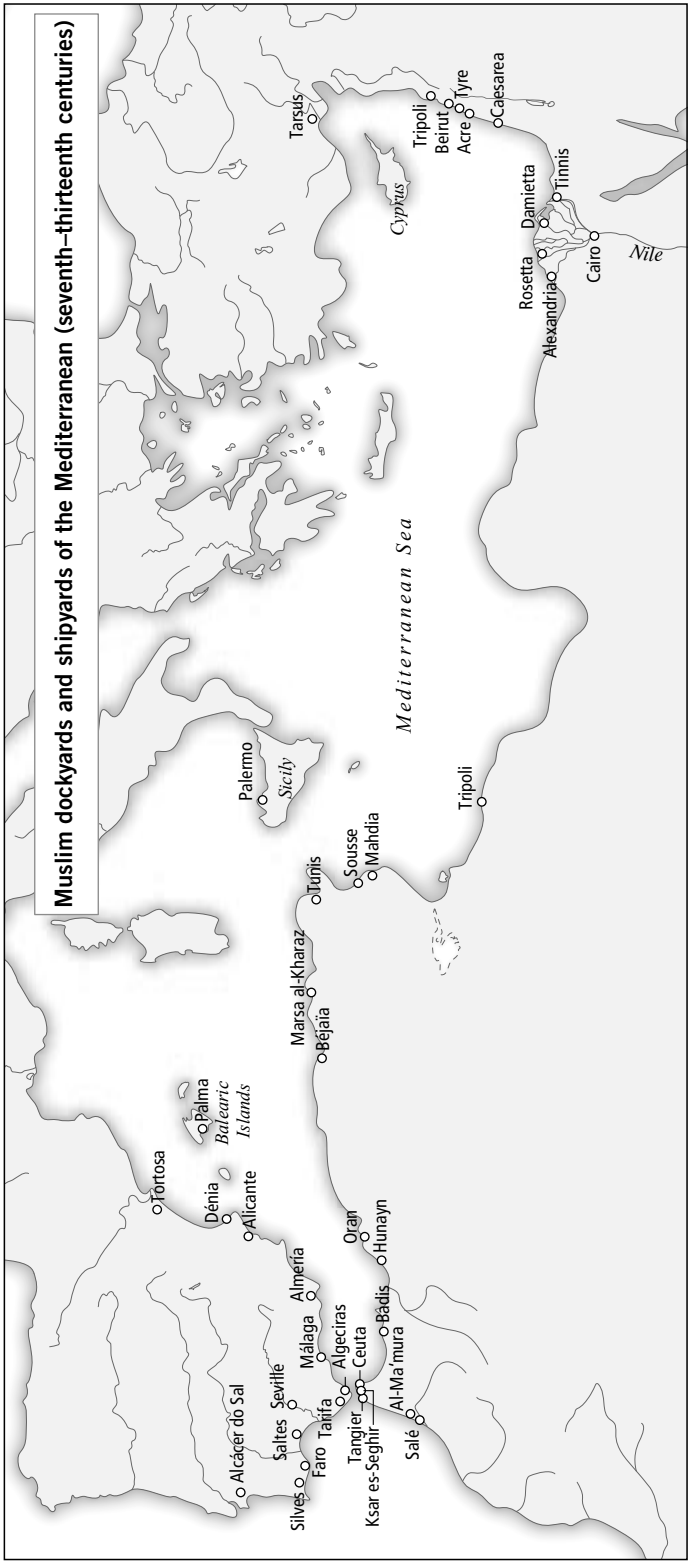 Muslim dockyards and shipyards of the Mediterranean (seventh–thirteenth centuries)
Alcácer do Sal
Silves
Faro
Saltes
Seville
Tarifa
Algeciras
Málaga
Almería
Alicante
Dénia
Tortosa
Palma
Balearic
Islands
Tangier
Ksar es-Seghir
Ceuta
Al-Ma'mura
Salé
Bādis
Hunayn
Oran
Béjaïa
Marsa al-Kharaz
Tunis
Sousse
Mahdia
Palermo
Sicily
Tripoli
Mediterranean Sea
Tarsus
Cyprus
Tripoli
Beirut
Tyre
Acre
Caesarea
Tinnis
Damietta
Rosetta
Alexandria
Cairo
Nile